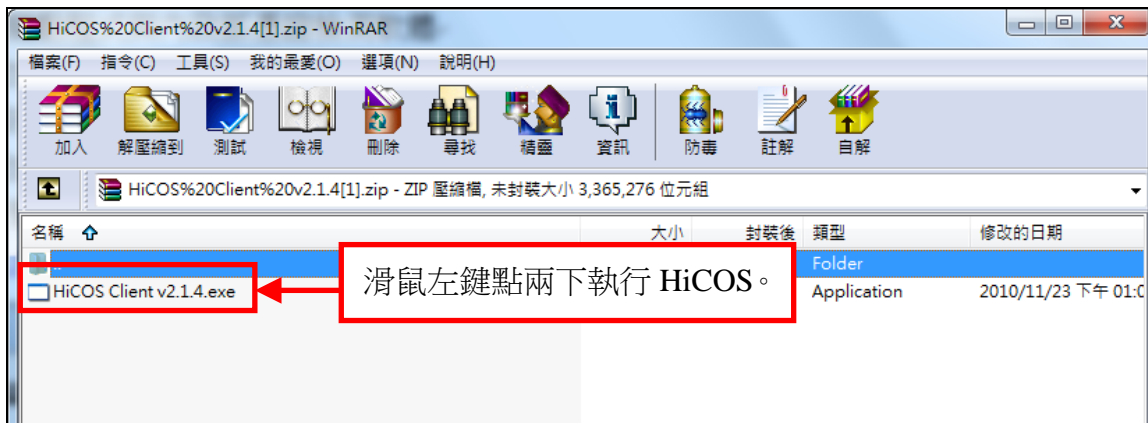 HiCOS%20Client%20v2.1.4[1].zip - WinRAR
檔案(F) 指令(C) 工具(S) 我的最愛(O) 選項(N) 說明(H)
加入 解壓縮到 測試 檢視 刪除 尋找 精靈 資訊 防毒 註解 自解
HiCOS%20Client%20v2.1.4[1].zip - ZIP 壓縮檔, 未封裝大小 3,365,276 位元組
名稱 大小 封裝後 類型 修改的日期
.. Folder
HiCOS Client v2.1.4.exe Application 2010/11/23 下午 01:0
滑鼠左鍵點兩下執行 HiCOS。